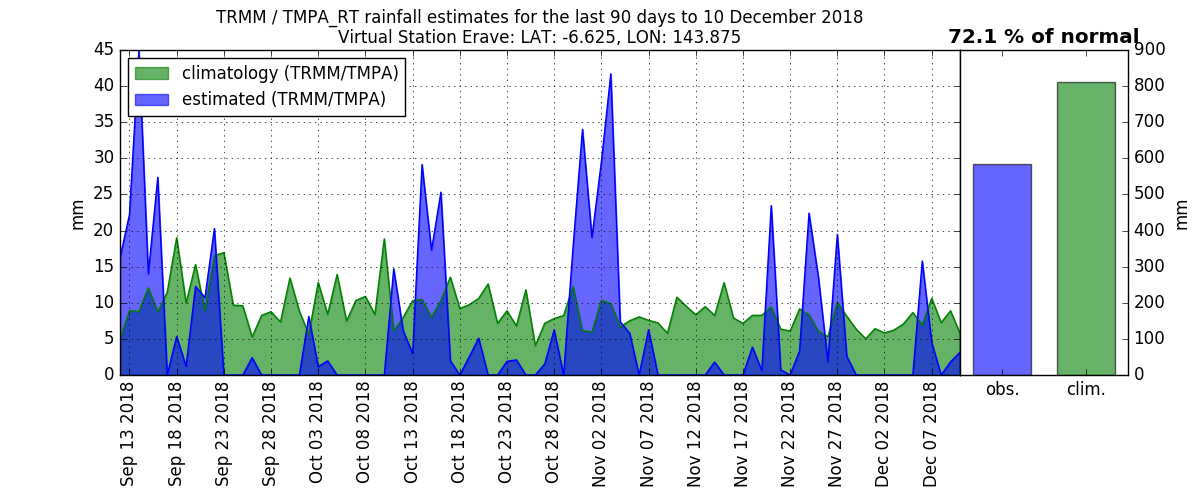 TRMM / TMPA_RT rainfall estimates for the last 90 days to 10 December 2018
Virtual Station Erave: LAT: -6.625, LON: 143.875
72.1 % of normal
climatology (TRMM/TMPA)
estimated (TRMM/TMPA)
mm
45
40
35
30
25
20
15
10
5
0
Sep 13 2018
Sep 18 2018
Sep 23 2018
Sep 28 2018
Oct 03 2018
Oct 08 2018
Oct 13 2018
Oct 18 2018
Oct 23 2018
Oct 28 2018
Nov 02 2018
Nov 07 2018
Nov 12 2018
Nov 17 2018
Nov 22 2018
Nov 27 2018
Dec 02 2018
Dec 07 2018
obs.
clim.
900
800
700
600
500
400
300
200
100
0
mm